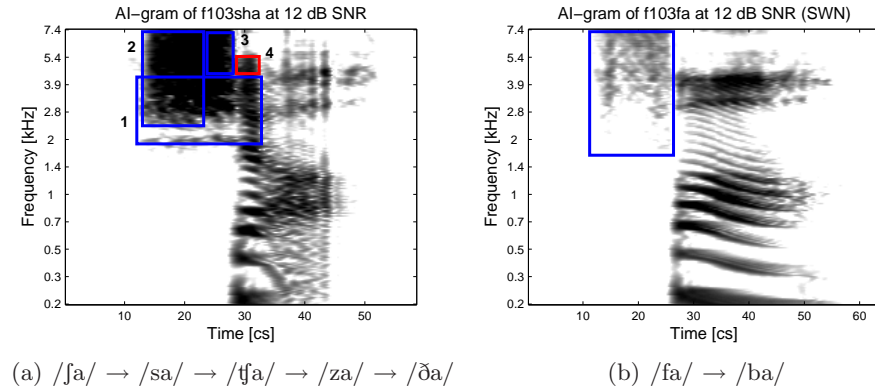 AI−gram of f103sha at 12 dB SNR
7.4
5.4
3.9
2.8
2
1.4
1
0.7
0.5
0.3
0.2
Frequency [kHz]
2
3
4
1
10 20 30 40 50
Time [cs]
(a) /ʃa/ → /sa/ → /ʧa/ → /za/ → /ða/
AI−gram of f103fa at 12 dB SNR (SWN)
7.4
5.4
3.9
2.8
2
1.4
1
0.7
0.5
0.3
0.2
Frequency [kHz]
10 20 30 40 50 60
Time [cs]
(b) /fa/ → /ba/